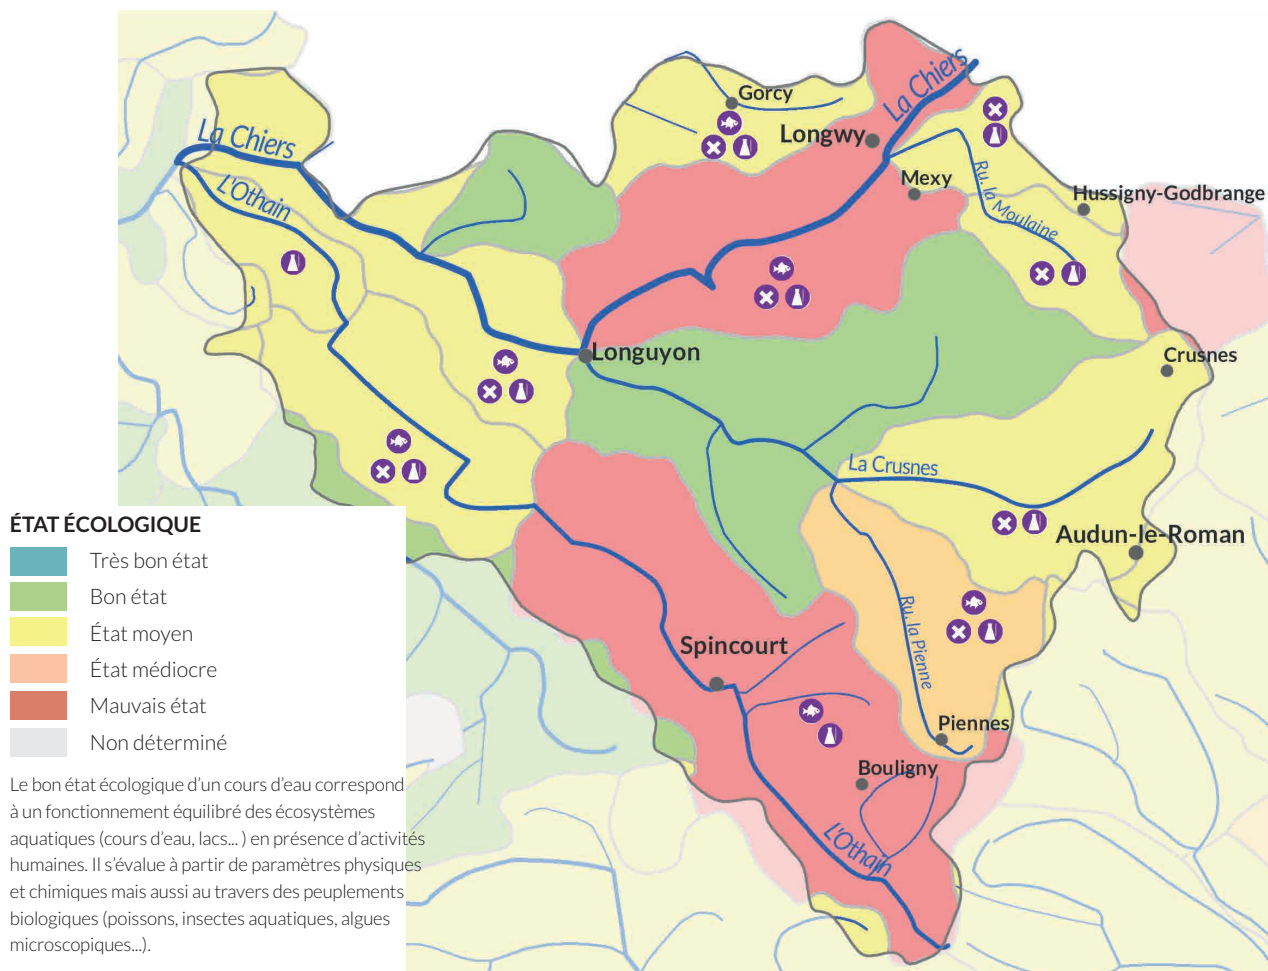 La Chiers
Gorcy
Longwy
La Chiers
L'Othain
Mexy
Ru. la Moulaine
Hussigny-Godbrange
Longuyon
Crusnes
La Crusnes
Audun-le-Roman
Ru. la Pienne
Spincourt
Piennes
Bouligny
L'Othain
ÉTAT ÉCOLOGIQUE
Très bon état
Bon état
État moyen
État médiocre
Mauvais état
Non déterminé
Le bon état écologique d'un cours d'eau correspond
à un fonctionnement équilibré des écosystèmes
aquatiques (cours d'eau, lacs... ) en présence d'activités
humaines. Il s'évalue à partir de paramètres physiques
et chimiques mais aussi au travers des peuplements
biologiques (poissons, insectes aquatiques, algues
microscopiques...).